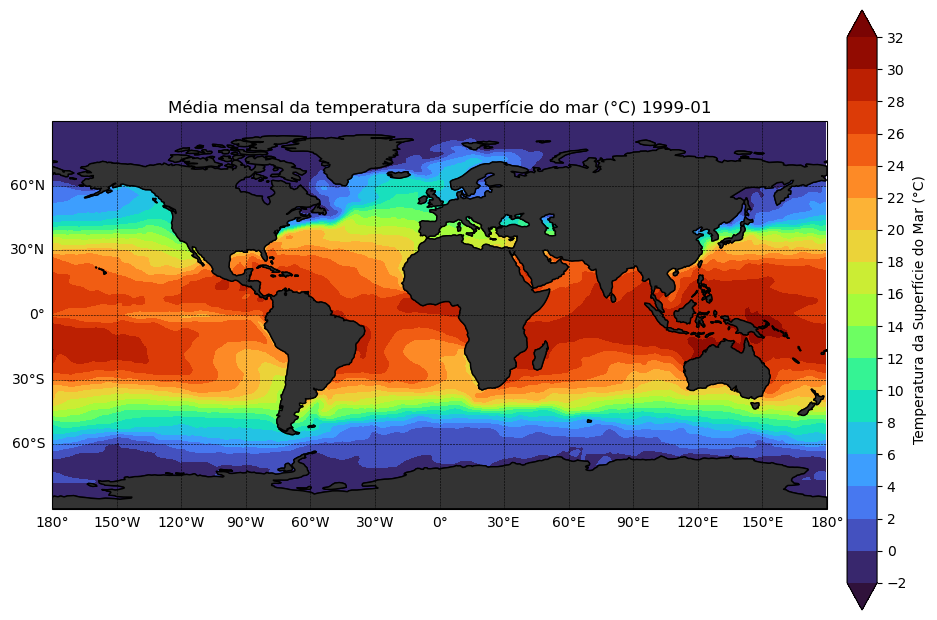 Média mensal da temperatura da superfície do mar (°C) 1999-01
60°N
30°N
0°
30°S
60°S
180° 150°W 120°W 90°W 60°W 30°W 0° 30°E 60°E 90°E 120°E 150°E 180°
32
30
28
26
24
22
20
18
16
14
12
10
8
6
4
2
0
−2
Temperatura da Superfície do Mar (°C)